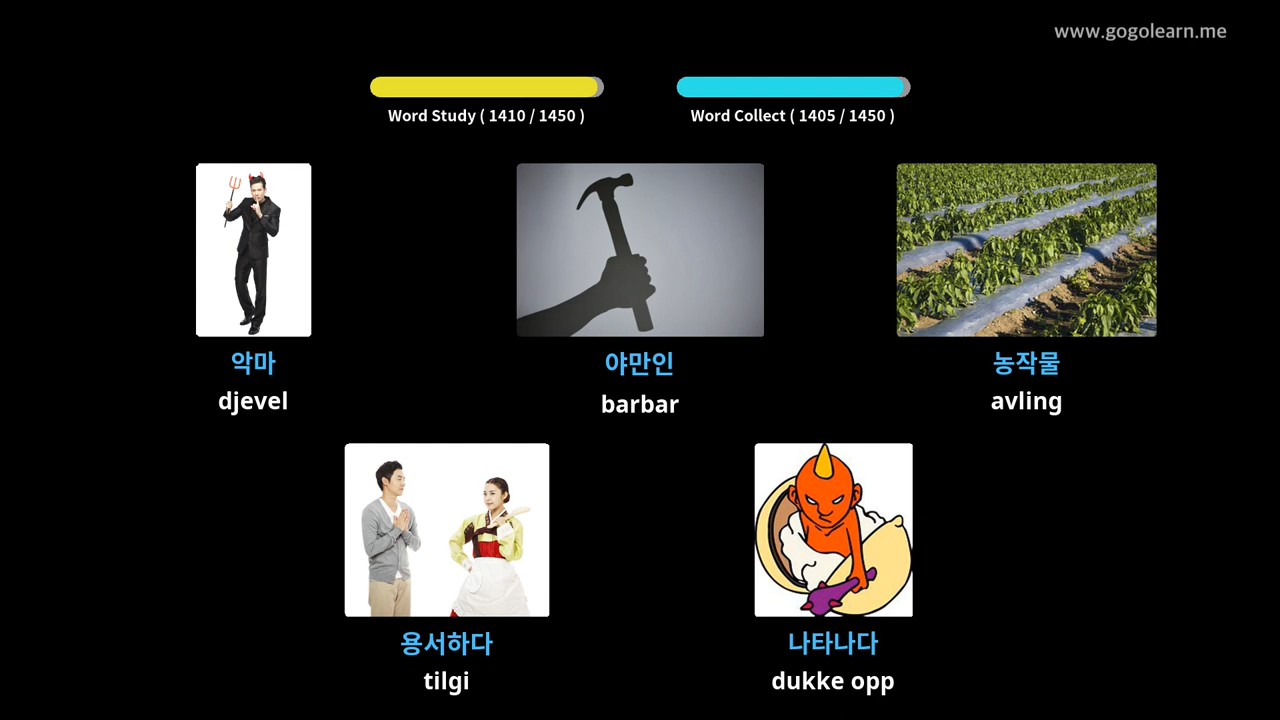 www.gogolearn.me
Word Study ( 1410 / 1450 )
Word Collect ( 1405 / 1450 )
악마
djevel
야만인
barbar
농작물
avling
용서하다
tilgi
나타나다
dukke opp